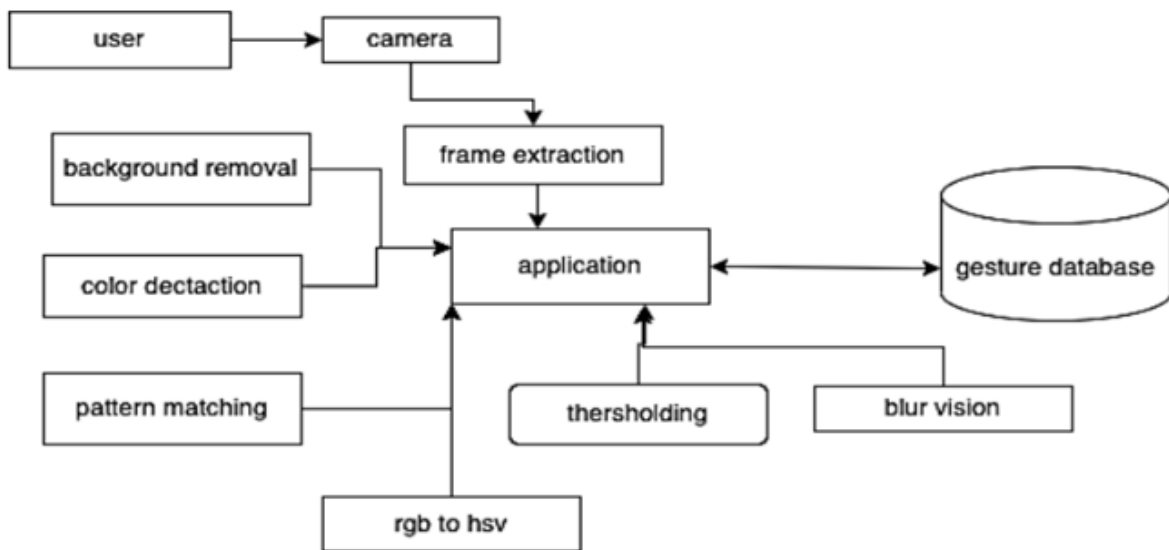 user
camera
frame extraction
background removal
application
gesture database
color dectaction
pattern matching
thersholding
blur vision
rgb to hsv